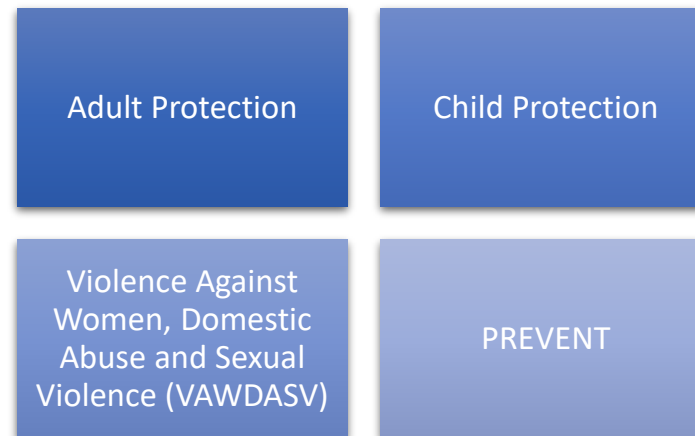 Adult Protection
Child Protection
Violence Against
Women, Domestic
Abuse and Sexual
Violence (VAWDASV)
PREVENT